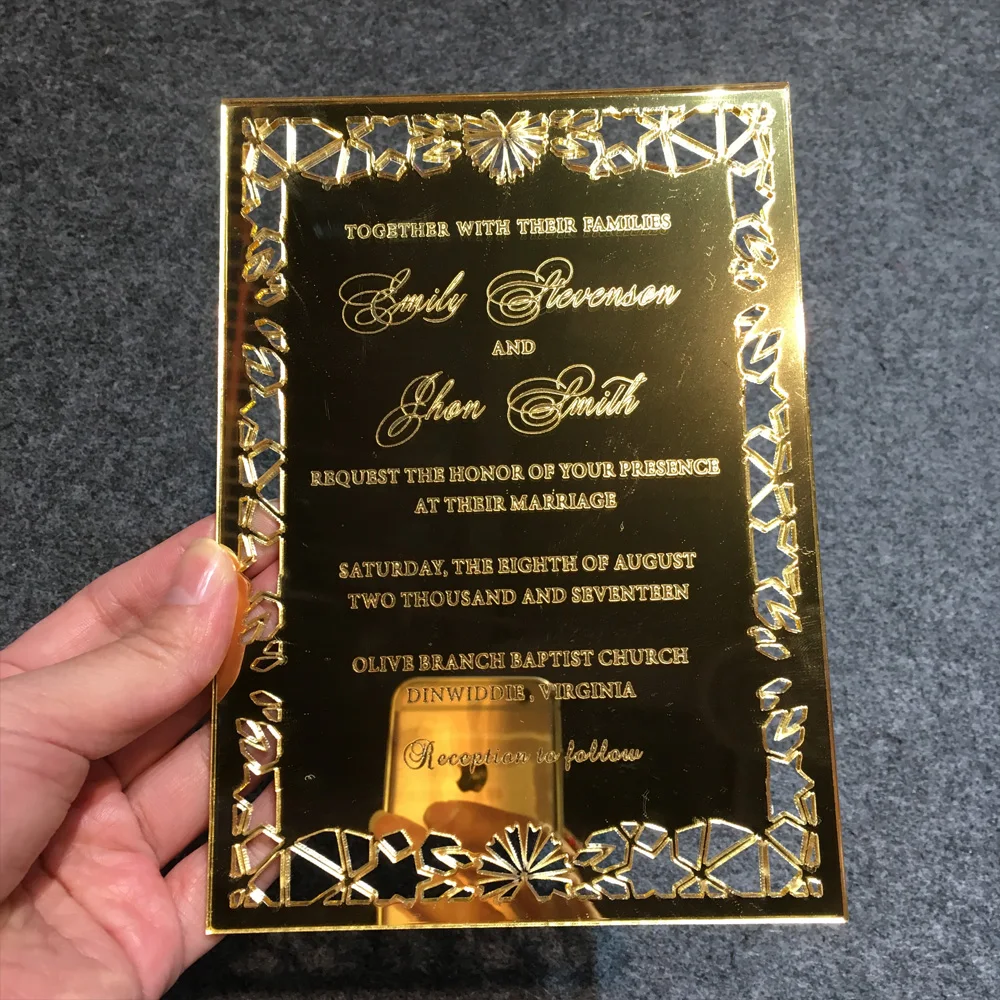 TOGETHER WITH THEIR FAMILIES
Emily Stevenson
AND
Jhon Smith
REQUEST THE HONOR OF YOUR PRESENCE
AT THEIR MARRIAGE
SATURDAY, THE EIGHTH OF AUGUST
TWO THOUSAND AND SEVENTEEN
OLIVE BRANCH BAPTIST CHURCH
DINWIDDIE, VIRGINIA
Reception to follow